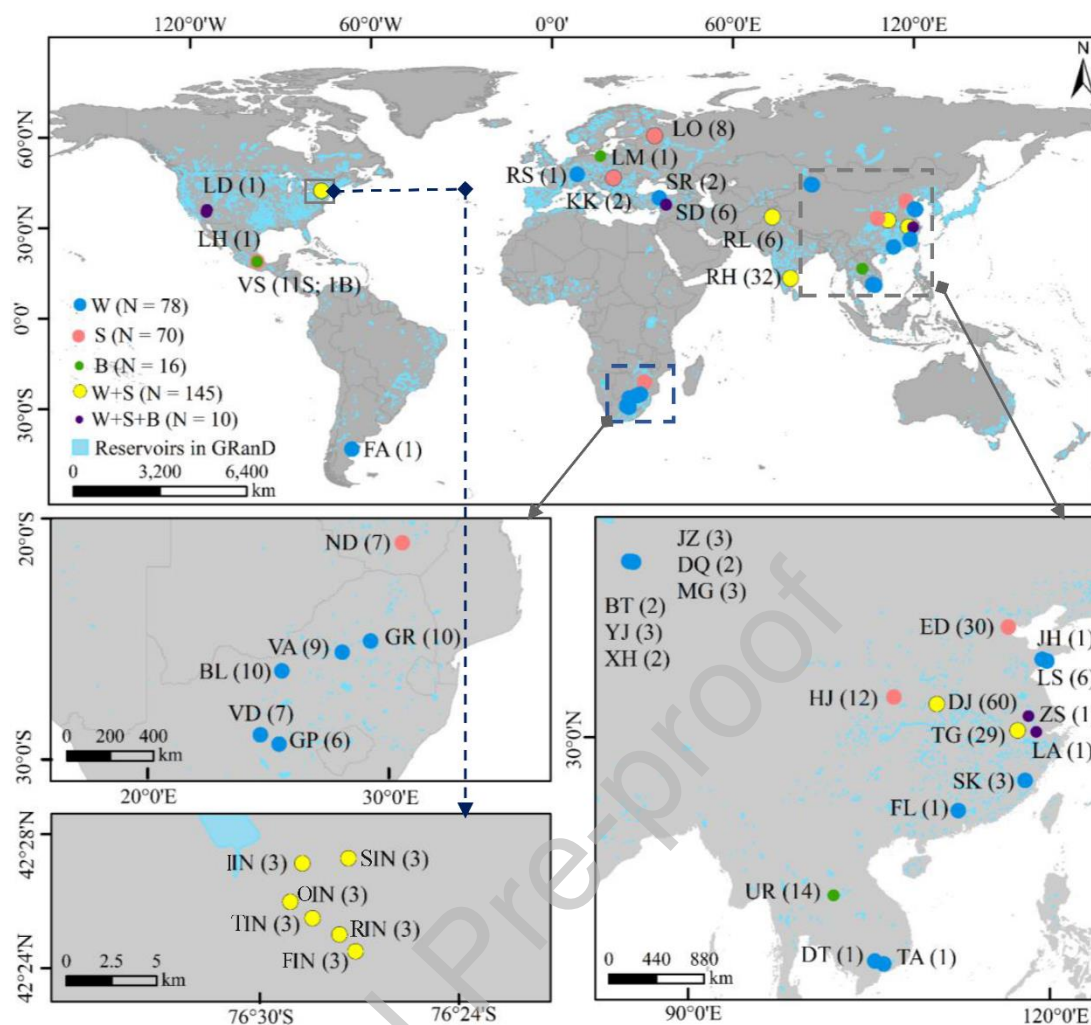 120°0'W 60°0'W 0°0' 60°0'E 120°0'E
N
60°0'N
30°0'N
0°0'
30°0'S
LO (8)
LM (1)
RS (1)
SR (2)
KK (2)
SD (6)
RL (6)
RH (32)
LD (1)
LH (1)
VS (11S; 1B)
FA (1)
W (N = 78)
S (N = 70)
B (N = 16)
W+S (N = 145)
W+S+B (N = 10)
Reservoirs in GRanD
0 3,200 6,400
km
20°0'S
30°0'S
ND (7)
GR (10)
VA (9)
BL (10)
VD (7)
GP (6)
0 200 400
km
20°0'E 30°0'E
42°28'N
42°24'N
IIN (3)
SIN (3)
OIN (3)
TIN (3)
RIN (3)
FIN (3)
0 2.5 5
km
76°30'S 76°24'S
30°0'N
JZ (3)
DQ (2)
MG (3)
BT (2)
YJ (3)
XH (2)
ED (30)
JH (1)
LS (6)
HJ (12)
DJ (60)
ZS (1
TG (29)
LA (1)
SK (3)
FL (1)
UR (14)
DT (1)
TA (1)
0 440 880
km
90°0'E 120°0'E
l Pre-proof